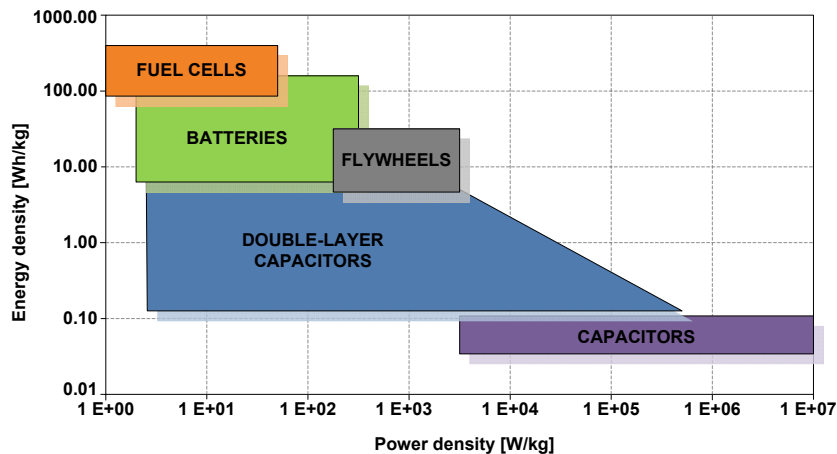 1000.00
100.00
10.00
1.00
0.10
0.01
Energy density [Wh/kg]
FUEL CELLS
BATTERIES
FLYWHEELS
DOUBLE-LAYER
CAPACITORS
CAPACITORS
1 E+00 1 E+01 1 E+02 1 E+03 1 E+04 1 E+05 1 E+06 1 E+07
Power density [W/kg]